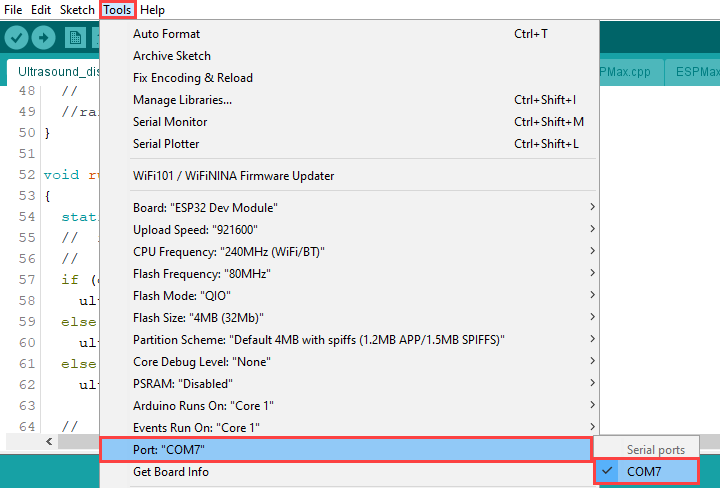 File Edit Sketch Tools Help
Auto Format Ctrl+T
Archive Sketch
Fix Encoding & Reload
Manage Libraries... Ctrl+Shift+I
Serial Monitor Ctrl+Shift+M
Serial Plotter Ctrl+Shift+L
WiFi101 / WiFiNINA Firmware Updater
Board: "ESP32 Dev Module"
Upload Speed: "921600"
CPU Frequency: "240MHz (WiFi/BT)"
Flash Frequency: "80MHz"
Flash Mode: "QIO"
Flash Size: "4MB (32Mb)"
Partition Scheme: "Default 4MB with spiffs (1.2MB APP/1.5MB SPIFFS)"
Core Debug Level: "None"
PSRAM: "Disabled"
Arduino Runs On: "Core 1"
Events Run On: "Core 1"
Port: "COM7"
Get Board Info
Serial ports
COM7
Ultrasound_dis
PMax.cpp
ESPMax.
48 //
49 //ra
50 }
51
52 void ru
53 {
54 stat
55 //
56 //
57 if (
58 ul
59 else
60 ul
61 else
62 ul
63
64 //